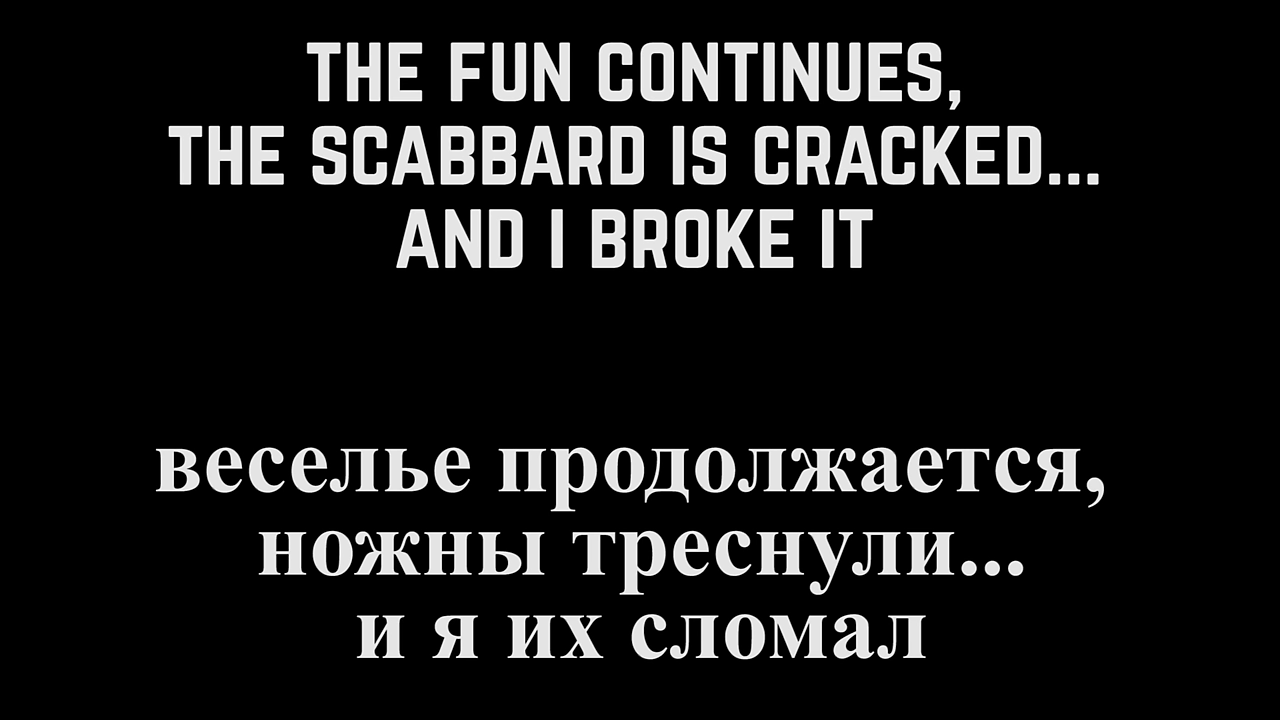 THE FUN CONTINUES,
THE SCABBARD IS CRACKED...
AND I BROKE IT
веселье продолжается,
ножны треснули...
и я их сломал